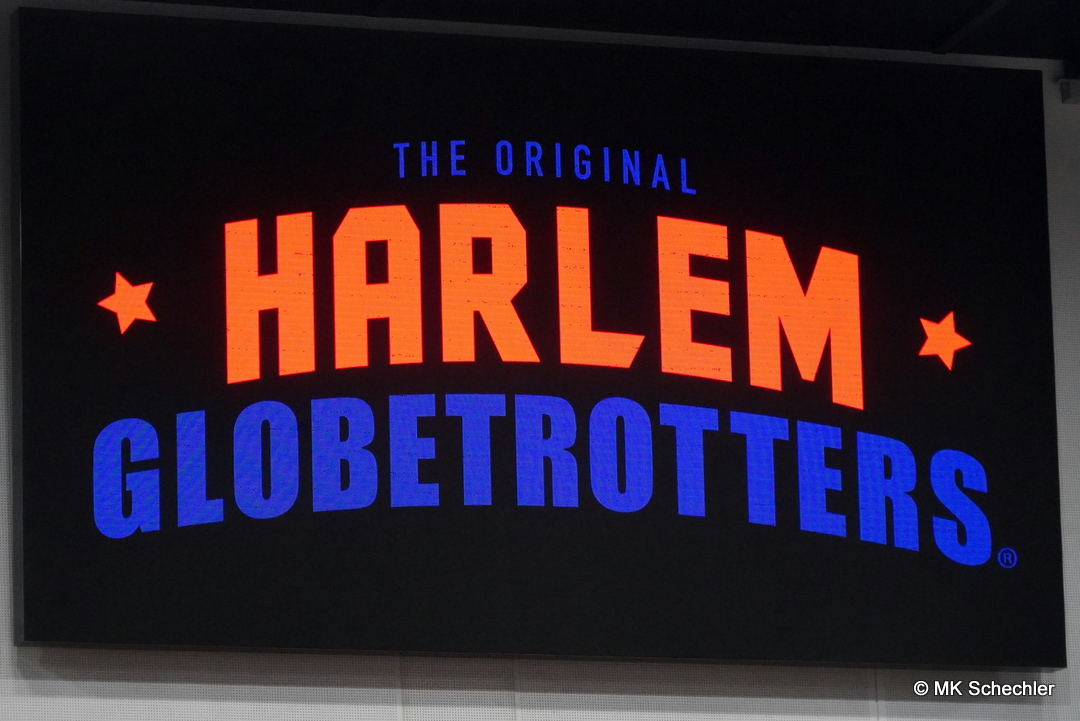 THE ORIGINAL
HARLEM
GLOBETROTTERS®
© MK Schechler